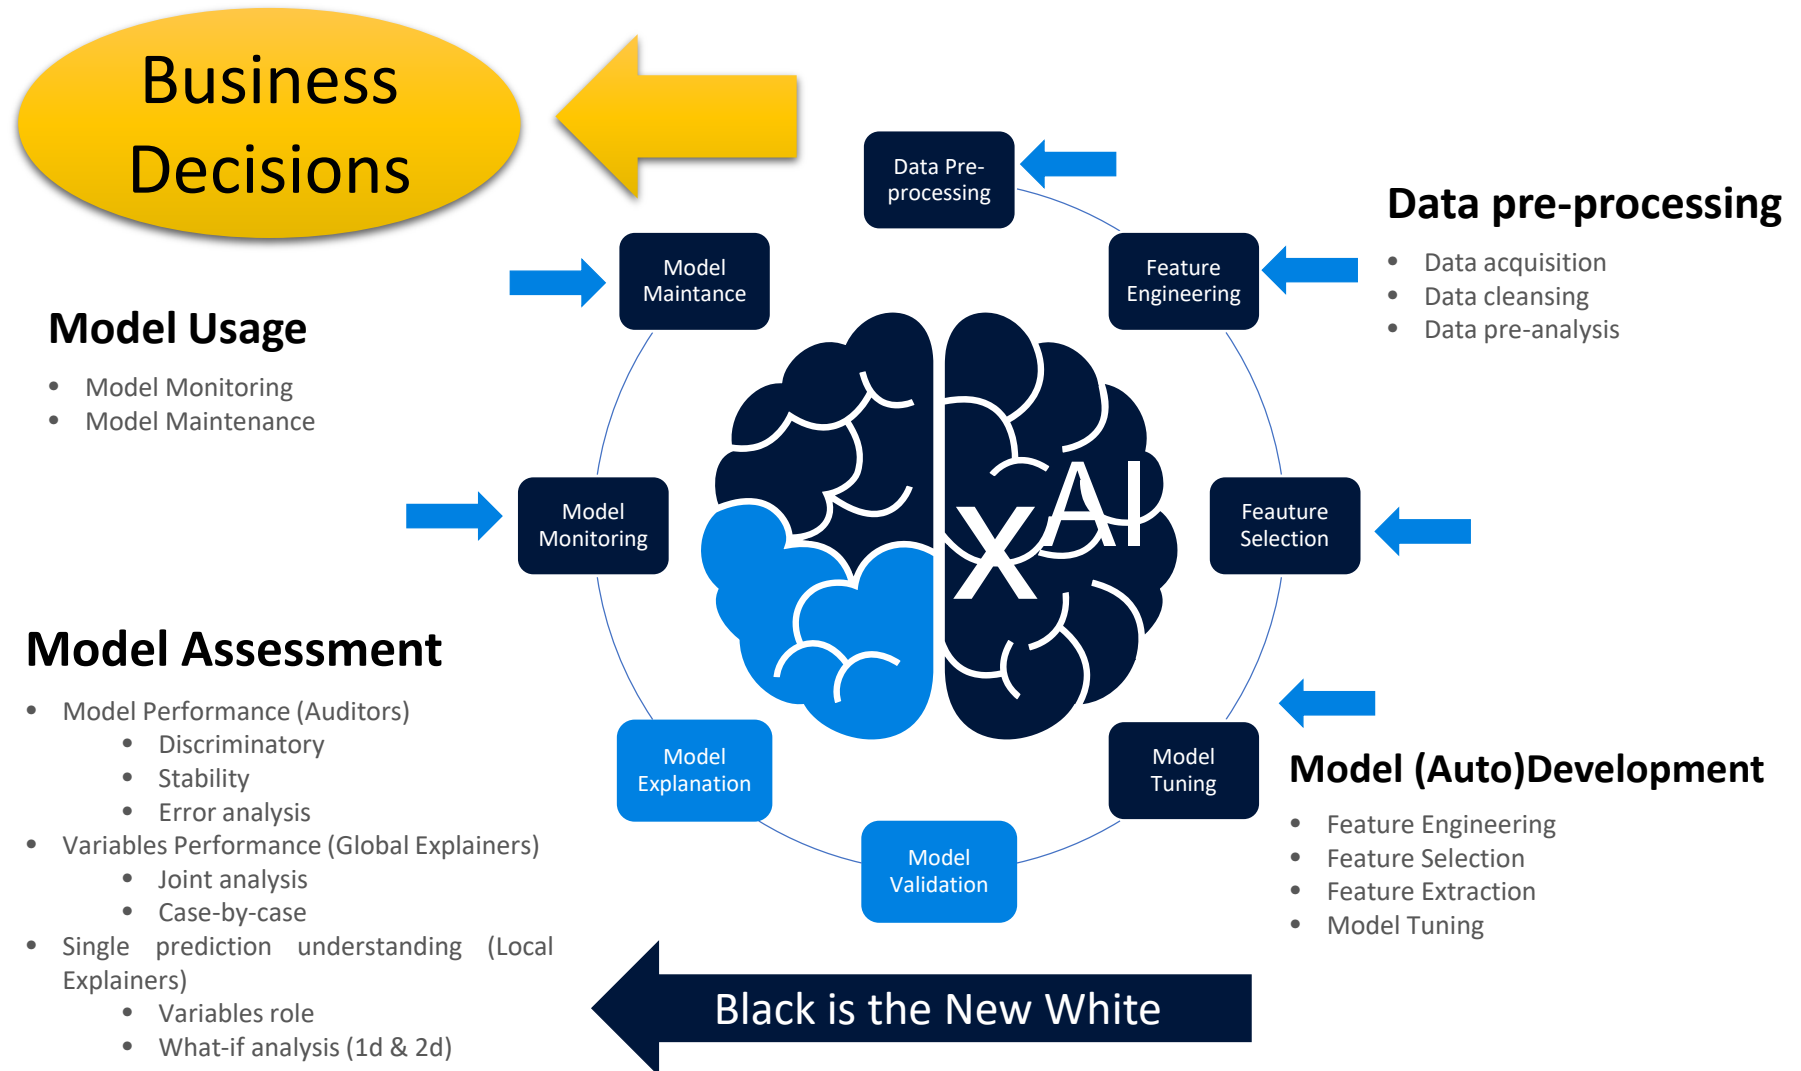 Business
Decisions
Data Pre-
processing
Feature
Engineering
Feauture
Selection
Model
Tuning
Model
Validation
Model
Explanation
Model
Monitoring
Model
Maintance
xAI
Data pre-processing
• Data acquisition
• Data cleansing
• Data pre-analysis
Model (Auto)Development
• Feature Engineering
• Feature Selection
• Feature Extraction
• Model Tuning
Model Usage
• Model Monitoring
• Model Maintenance
Model Assessment
• Model Performance (Auditors)
• Discriminatory
• Stability
• Error analysis
• Variables Performance (Global Explainers)
• Joint analysis
• Case-by-case
• Single prediction understanding (Local
Explainers)
• Variables role
• What-if analysis (1d & 2d)
Black is the New White